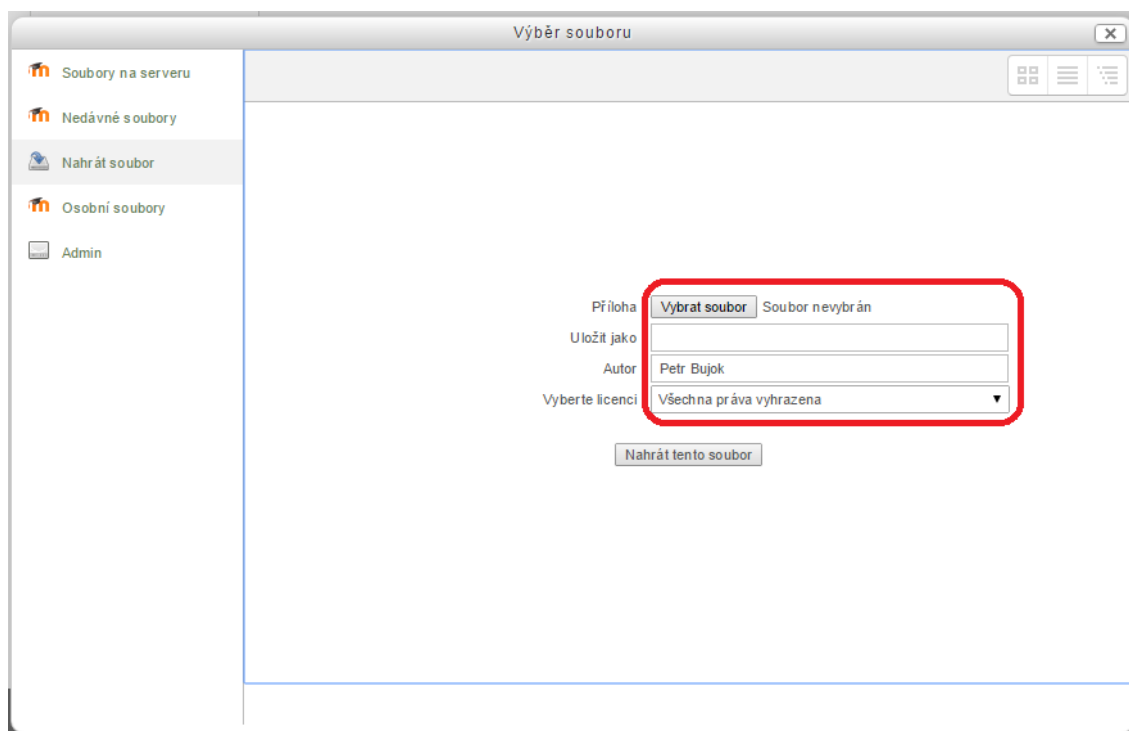 Výběr souboru
Soubory na serveru
Nedávné soubory
Nahrát soubor
Osobní soubory
Admin
Příloha Vybrat soubor Soubor nevybrán
Uložit jako
Autor Petr Bujok
Vyberte licenci Všechna práva vyhrazena
Nahrát tento soubor